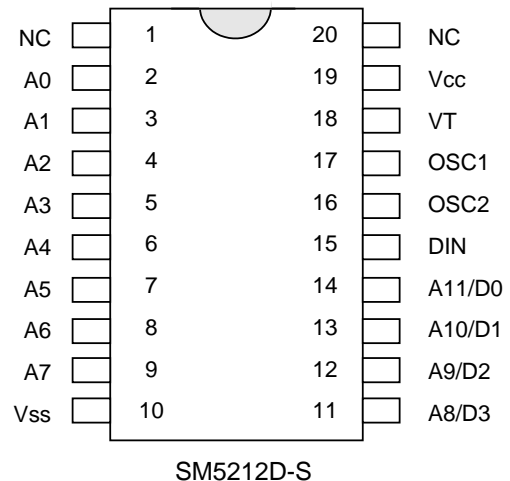 NC 1 20 NC
A0 2 19 Vcc
A1 3 18 VT
A2 4 17 OSC1
A3 5 16 OSC2
A4 6 15 DIN
A5 7 14 A11/D0
A6 8 13 A10/D1
A7 9 12 A9/D2
Vss 10 11 A8/D3
SM5212D-S